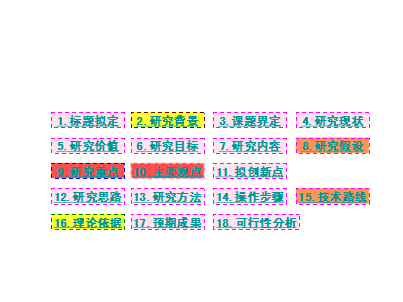 1. 标题拟定 2. 研究背景 3. 课题界定 4. 研究现状
5. 研究价值 6. 研究目标 7. 研究内容 8. 研究假设
9. 研究重点 10. 主要观点 11. 拟创新点
12. 研究思路 13. 研究方法 14. 操作步骤 15. 技术路线
16. 理论依据 17. 预期成果 18. 可行性分析